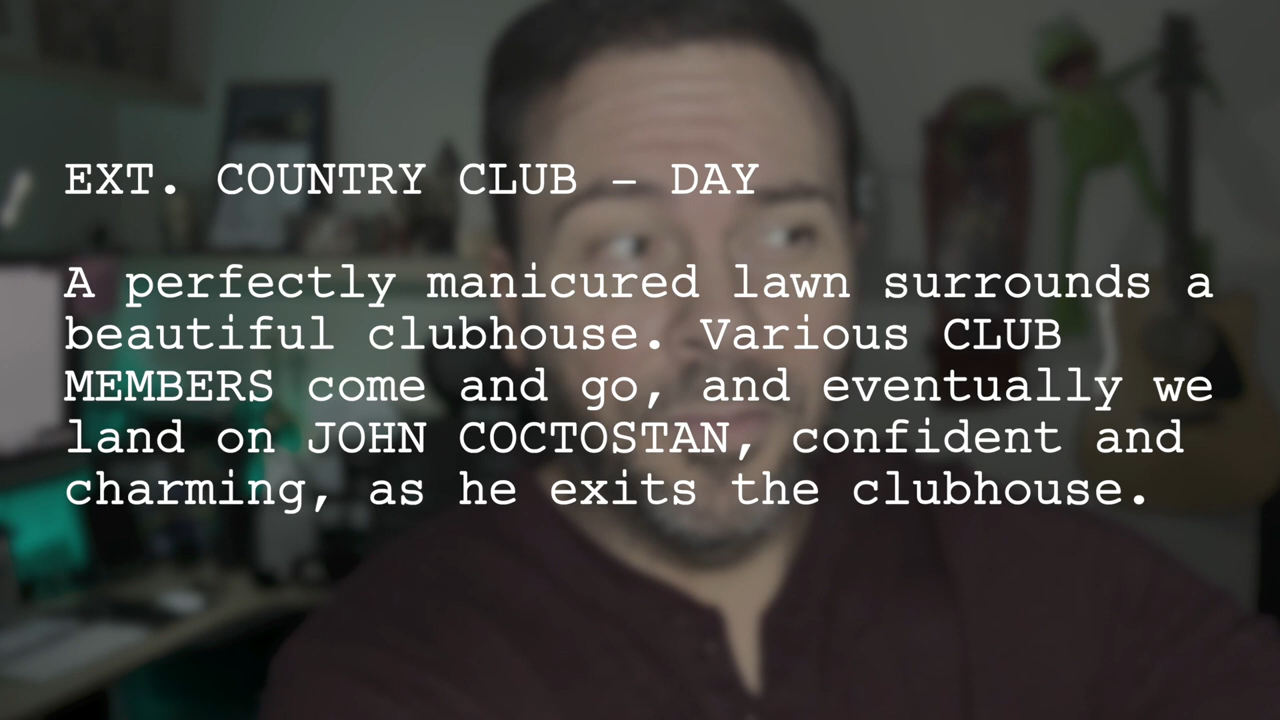 EXT. COUNTRY CLUB – DAY
A perfectly manicured lawn surrounds a
beautiful clubhouse. Various CLUB
MEMBERS come and go, and eventually we
land on JOHN COCTOSTAN, confident and
charming, as he exits the clubhouse.